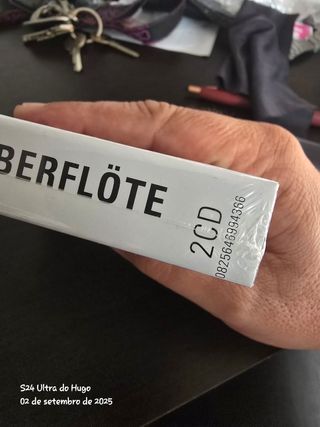 BERFLÖTE
2CD
0825646994366
S24 Ultra do Hugo
02 de setembro de 2025